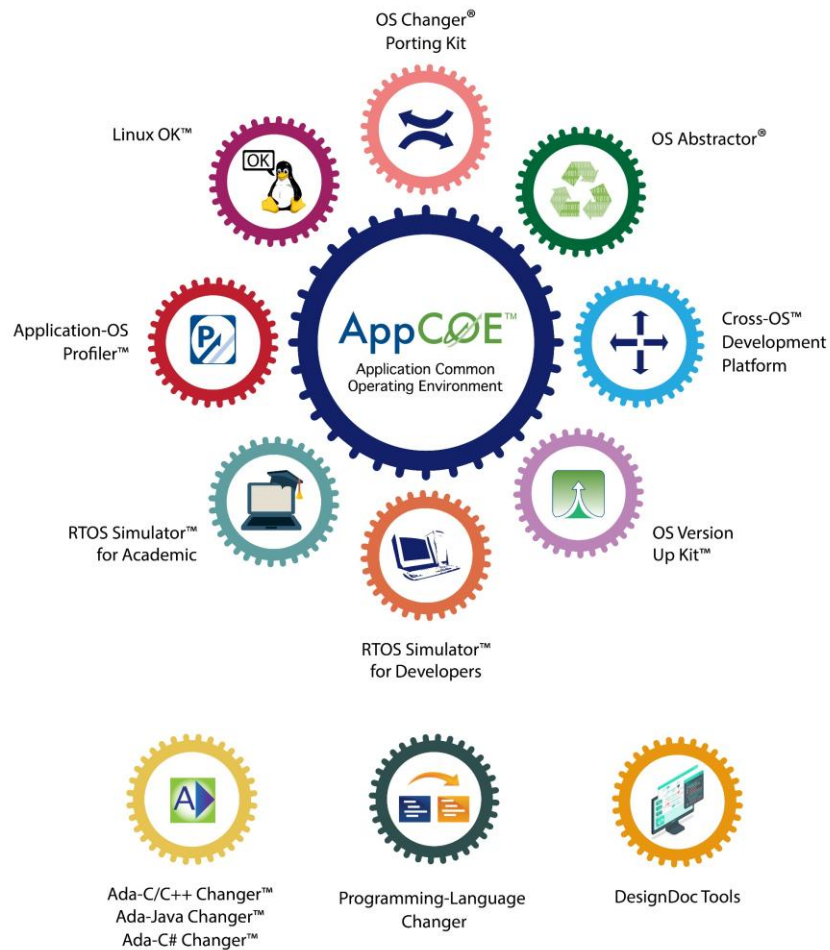 OS Changer®
Porting Kit
Linux OK™
OK
OS Abstractor®
Application-OS
Profiler™
P
AppCOE™
Application Common
Operating Environment
Cross-OS™
Development
Platform
RTOS Simulator™
for Academic
OS Version
Up Kit™
RTOS Simulator™
for Developers
A
Ada-C/C++ Changer™
Ada-Java Changer™
Ada-C# Changer™
Programming-Language
Changer
DesignDoc Tools